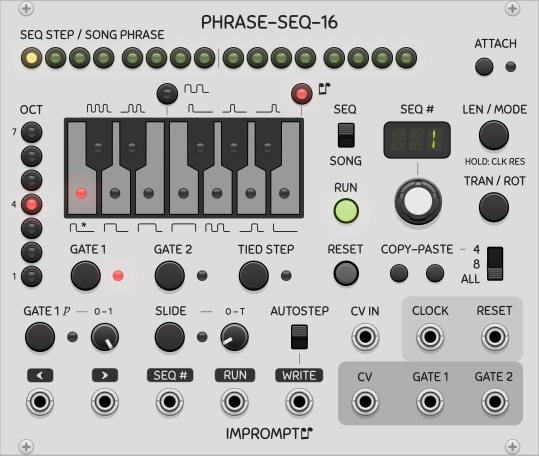 PHRASE-SEQ-16
SEQ STEP / SONG PHRASE
ATTACH
OCT
SEQ
SEQ #
LEN / MODE
7
1
SONG
HOLD: CLK RES
TRAN / ROT
RUN
4
GATE 1
GATE 2
TIED STEP
RESET
COPY-PASTE
4
8
ALL
1
GATE 1 p
0-1
SLIDE
0-T
AUTOSTEP
CV IN
CLOCK
RESET
<
>
SEQ #
RUN
WRITE
CV
GATE 1
GATE 2
IMPROMPT